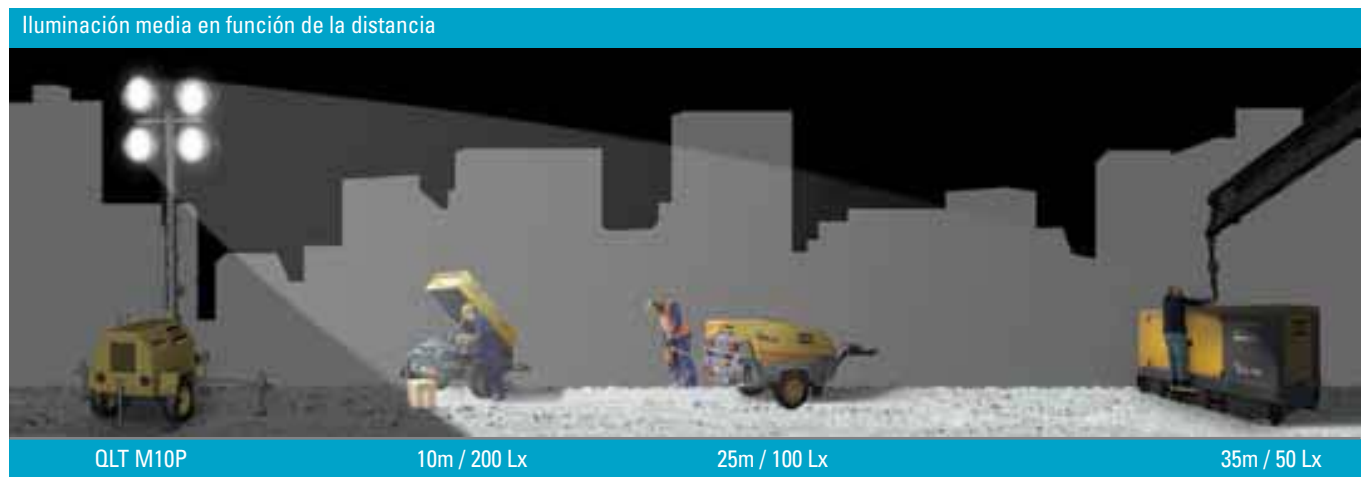 Iluminación media en función de la distancia
QLT M10P
10m / 200 Lx
25m / 100 Lx
35m / 50 Lx